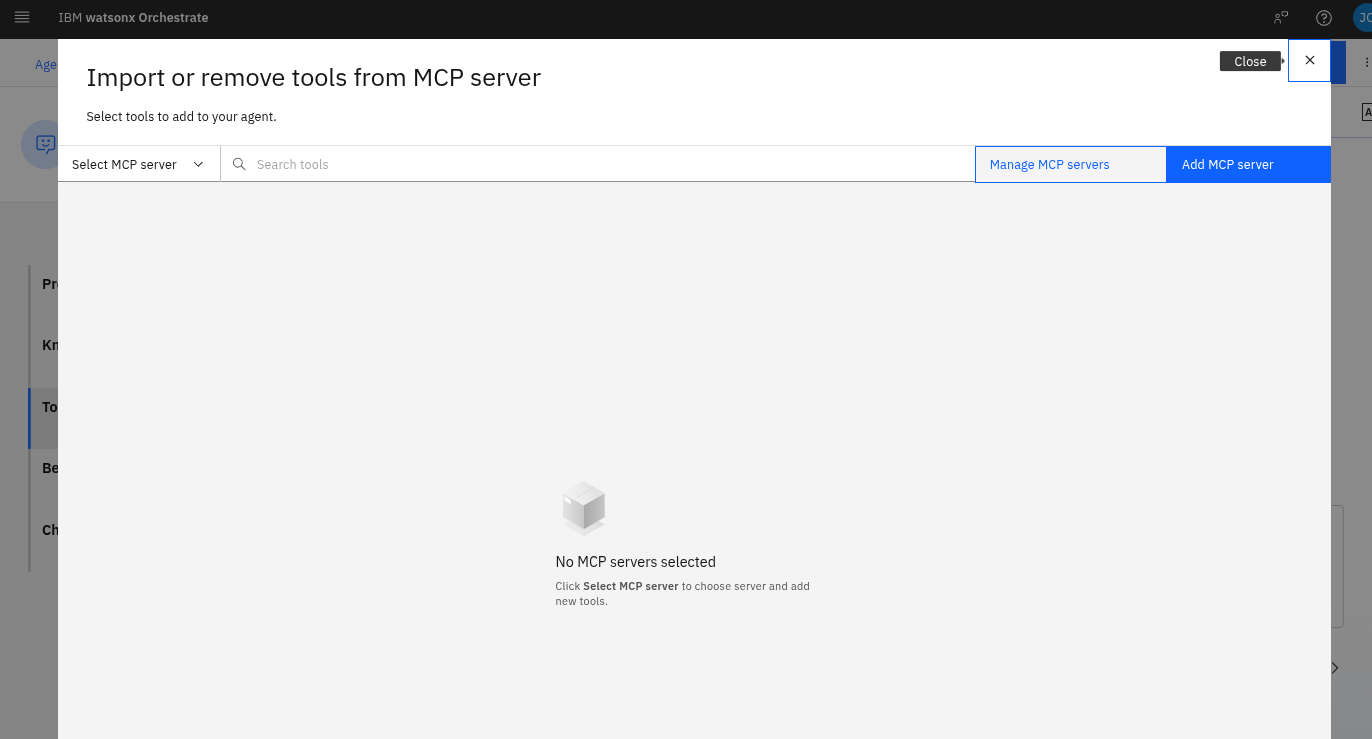 IBM watsonx Orchestrate
JC
Age
Import or remove tools from MCP server
Close
Select tools to add to your agent.
Select MCP server
Search tools
Manage MCP servers
Add MCP server
A
Pr
Kn
To
Be
Ch
No MCP servers selected
Click Select MCP server to choose server and add
new tools.